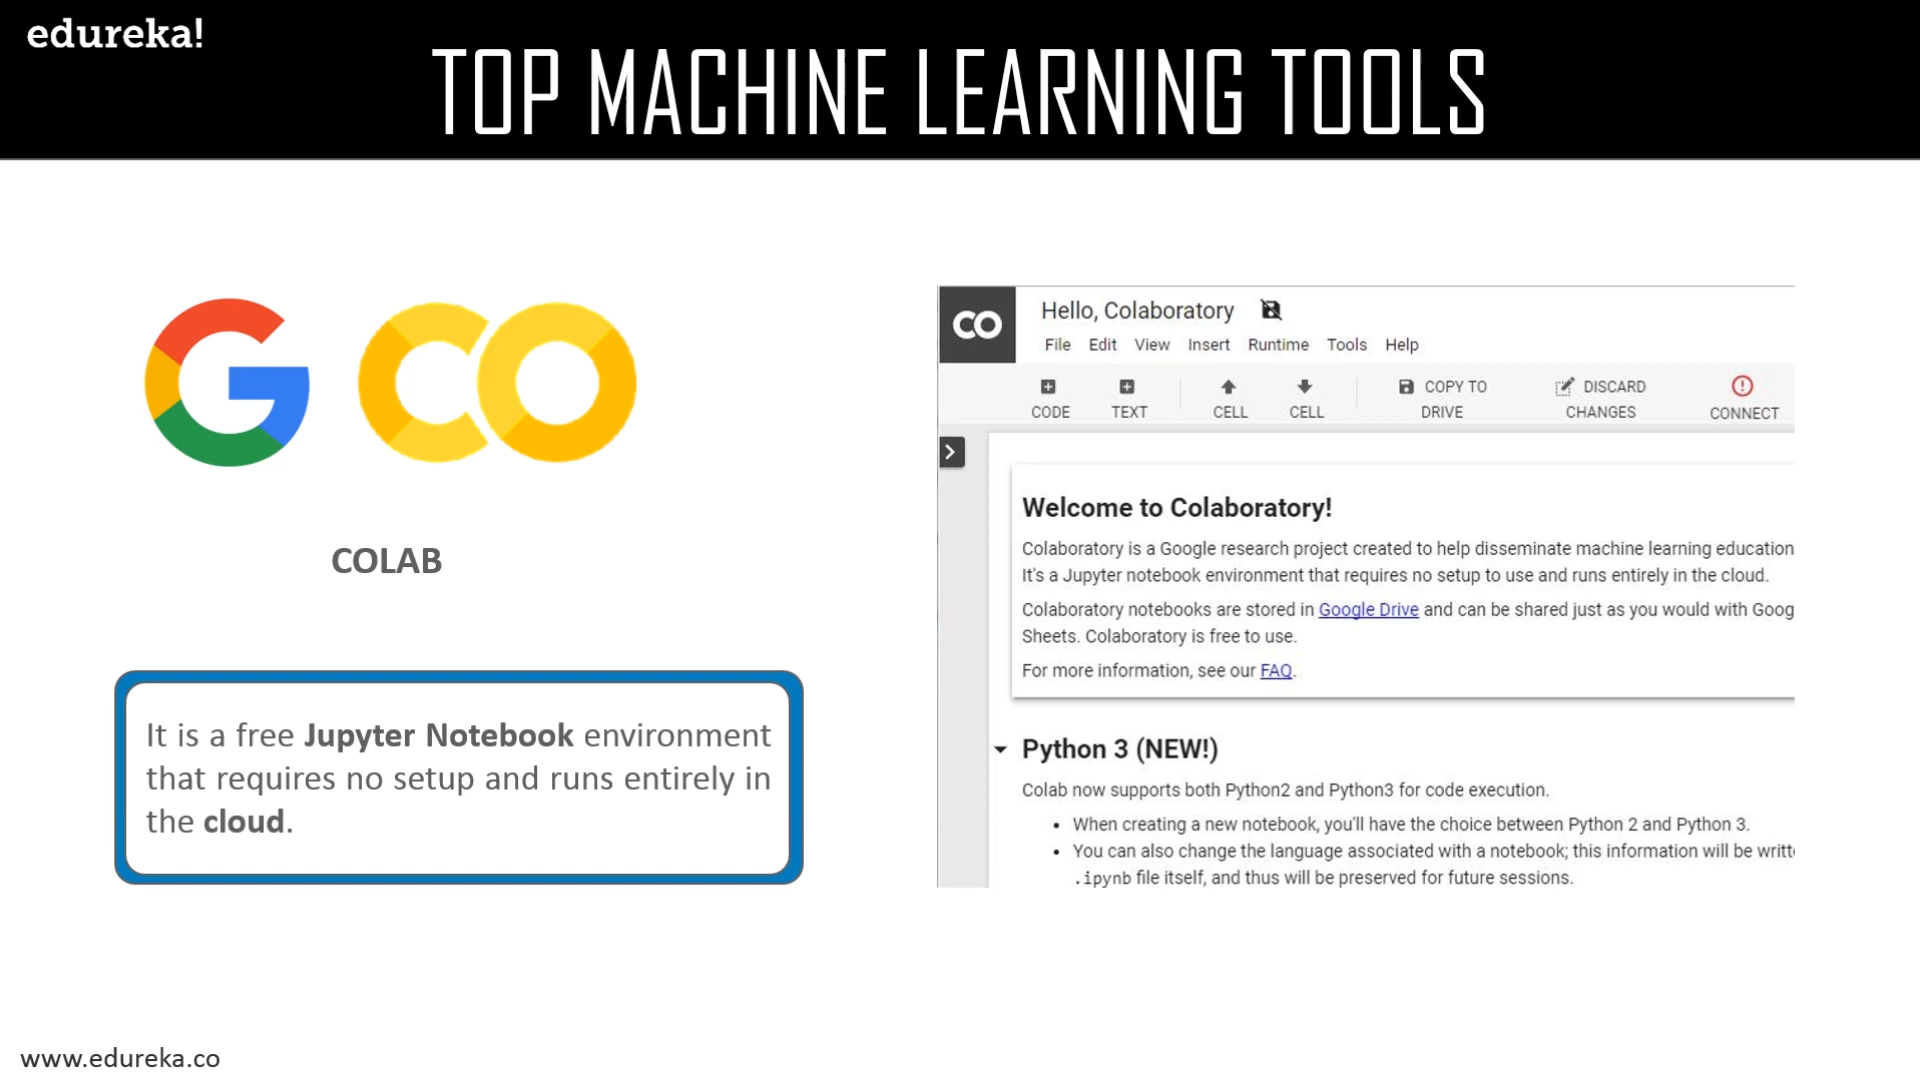 edureka!
TOP MACHINE LEARNING TOOLS
COLAB
It is a free Jupyter Notebook environment
that requires no setup and runs entirely in
the cloud.
CO
Hello, Colaboratory
File Edit View Insert Runtime Tools Help
CODE TEXT CELL CELL COPY TO DRIVE DISCARD CHANGES CONNECT
Welcome to Colaboratory!
Colaboratory is a Google research project created to help disseminate machine learning education
It's a Jupyter notebook environment that requires no setup to use and runs entirely in the cloud.
Colaboratory notebooks are stored in Google Drive and can be shared just as you would with Goog
Sheets. Colaboratory is free to use.
For more information, see our FAQ.
Python 3 (NEW!)
Colab now supports both Python2 and Python3 for code execution.
• When creating a new notebook, you'll have the choice between Python 2 and Python 3.
• You can also change the language associated with a notebook; this information will be writt
.ipynb file itself, and thus will be preserved for future sessions.
www.edureka.co